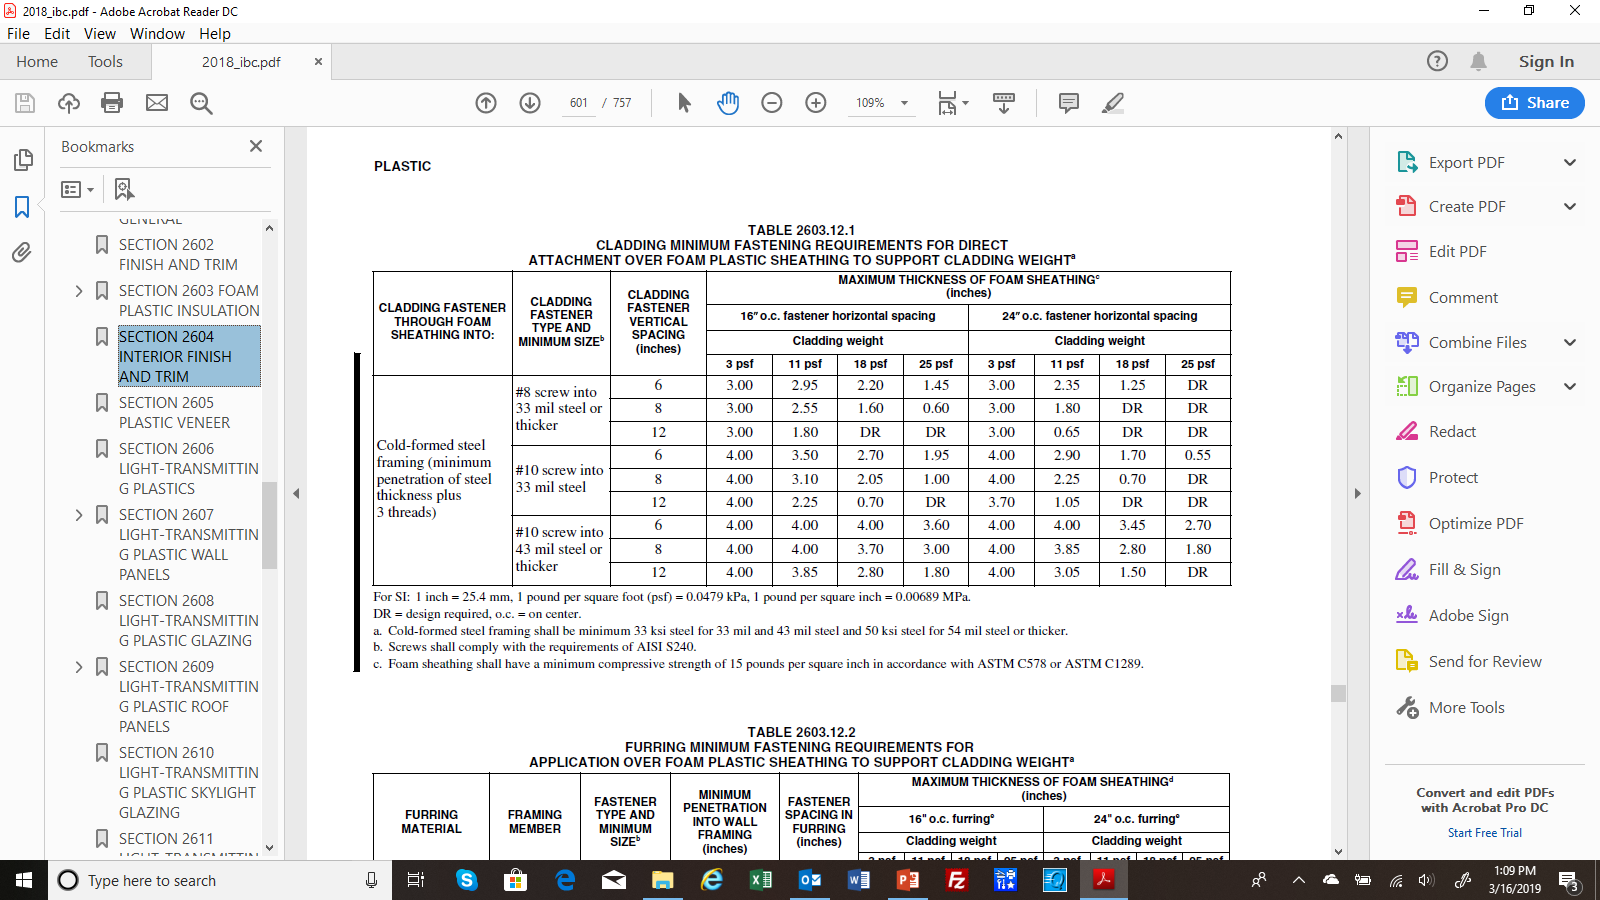 2018_ibc.pdf - Adobe Acrobat Reader DC
File Edit View Window Help
Home Tools 2018_ibc.pdf × Sign In
601 / 757 109% Share
Bookmarks
GENERAL
SECTION 2602
FINISH AND TRIM
SECTION 2603 FOAM
PLASTIC INSULATION
SECTION 2604
INTERIOR FINISH
AND TRIM
SECTION 2605
PLASTIC VENEER
SECTION 2606
LIGHT-TRANSMITTIN
G PLASTICS
SECTION 2607
LIGHT-TRANSMITTIN
G PLASTIC WALL
PANELS
SECTION 2608
LIGHT-TRANSMITTIN
G PLASTIC GLAZING
SECTION 2609
LIGHT-TRANSMITTIN
G PLASTIC ROOF
PANELS
SECTION 2610
LIGHT-TRANSMITTIN
G PLASTIC SKYLIGHT
GLAZING
SECTION 2611
LIGHT-TRANSMITTIN
PLASTIC
TABLE 2603.12.1
CLADDING MINIMUM FASTENING REQUIREMENTS FOR DIRECT
ATTACHMENT OVER FOAM PLASTIC SHEATHING TO SUPPORT CLADDING WEIGHTa
CLADDING FASTENER
THROUGH FOAM
SHEATHING INTO:
CLADDING
FASTENER
TYPE AND
MINIMUM SIZEb
CLADDING
FASTENER
VERTICAL
SPACING
(inches)
MAXIMUM THICKNESS OF FOAM SHEATHINGc
(inches)
16″ o.c. fastener horizontal spacing 24″ o.c. fastener horizontal spacing
Cladding weight Cladding weight
3 psf 11 psf 18 psf 25 psf 3 psf 11 psf 18 psf 25 psf
Cold-formed steel
framing (minimum
penetration of steel
thickness plus
3 threads)
#8 screw into
33 mil steel or
thicker
6 3.00 2.95 2.20 1.45 3.00 2.35 1.25 DR
8 3.00 2.55 1.60 0.60 3.00 1.80 DR DR
12 3.00 1.80 DR DR 3.00 0.65 DR DR
#10 screw into
33 mil steel
6 4.00 3.50 2.70 1.95 4.00 2.90 1.70 0.55
8 4.00 3.10 2.05 1.00 4.00 2.25 0.70 DR
12 4.00 2.25 0.70 DR 3.70 1.05 DR DR
#10 screw into
43 mil steel or
thicker
6 4.00 4.00 4.00 3.60 4.00 4.00 3.45 2.70
8 4.00 4.00 3.70 3.00 4.00 3.85 2.80 1.80
12 4.00 3.85 2.80 1.80 4.00 3.05 1.50 DR
For SI: 1 inch = 25.4 mm, 1 pound per square foot (psf) = 0.0479 kPa, 1 pound per square inch = 0.00689 MPa.
DR = design required, o.c. = on center.
a. Cold-formed steel framing shall be minimum 33 ksi steel for 33 mil and 43 mil steel and 50 ksi steel for 54 mil steel or thicker.
b. Screws shall comply with the requirements of AISI S240.
c. Foam sheathing shall have a minimum compressive strength of 15 pounds per square inch in accordance with ASTM C578 or ASTM C1289.
TABLE 2603.12.2
FURRING MINIMUM FASTENING REQUIREMENTS FOR
APPLICATION OVER FOAM PLASTIC SHEATHING TO SUPPORT CLADDING WEIGHTa
FURRING
MATERIAL
FRAMING
MEMBER
FASTENER
TYPE AND
MINIMUM
SIZEb
MINIMUM
PENETRATION
INTO WALL
FRAMING
(inches)
FASTENER
SPACING IN
FURRING
(inches)
MAXIMUM THICKNESS OF FOAM SHEATHINGd
(inches)
16" o.c. furringe 24" o.c. furringe
Cladding weight Cladding weight
3 psf 11 psf 18 psf 25 psf 3 psf 11 psf 18 psf 25 psf
Export PDF
Create PDF
Edit PDF
Comment
Combine Files
Organize Pages
Redact
Protect
Optimize PDF
Fill & Sign
Adobe Sign
Send for Review
More Tools
Convert and edit PDFs
with Acrobat Pro DC
Start Free Trial
Type here to search
1:09 PM
3/16/2019
3